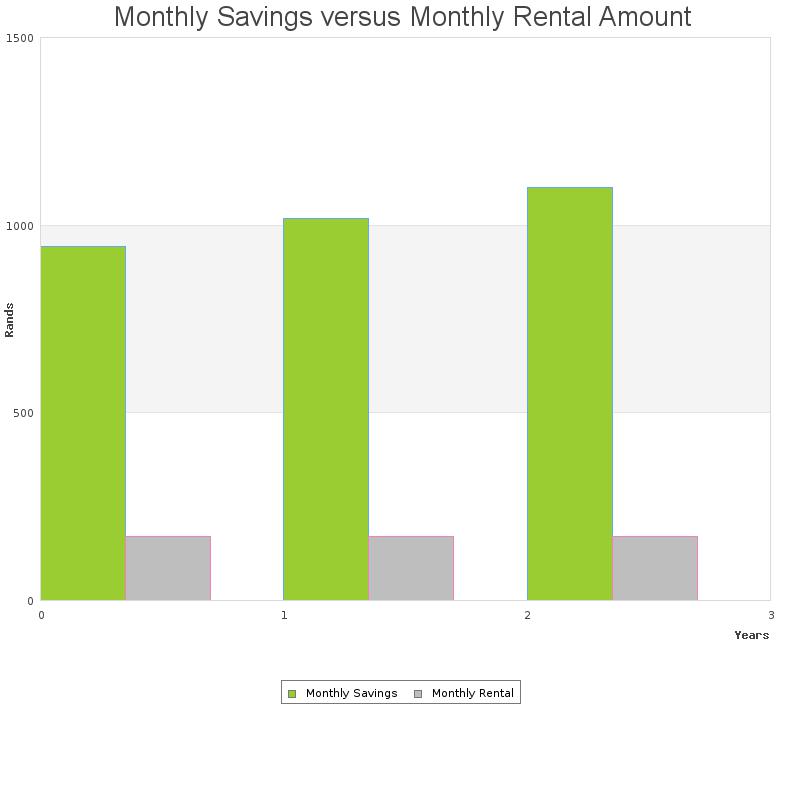 Monthly Savings versus Monthly Rental Amount
1500
1000
500
0
Rands
0 1 2 3
Years
Monthly Savings Monthly Rental